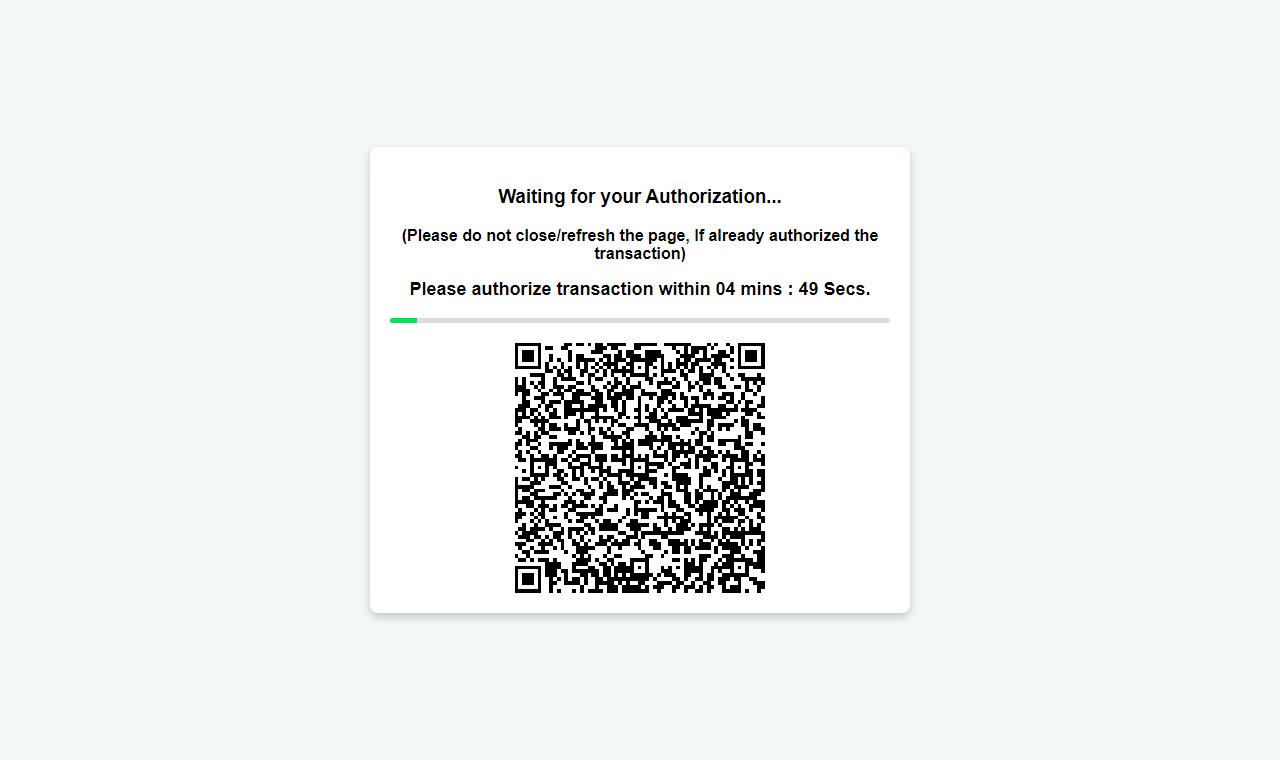 Waiting for your Authorization...
(Please do not close/refresh the page, If already authorized the
transaction)
Please authorize transaction within 04 mins : 49 Secs.